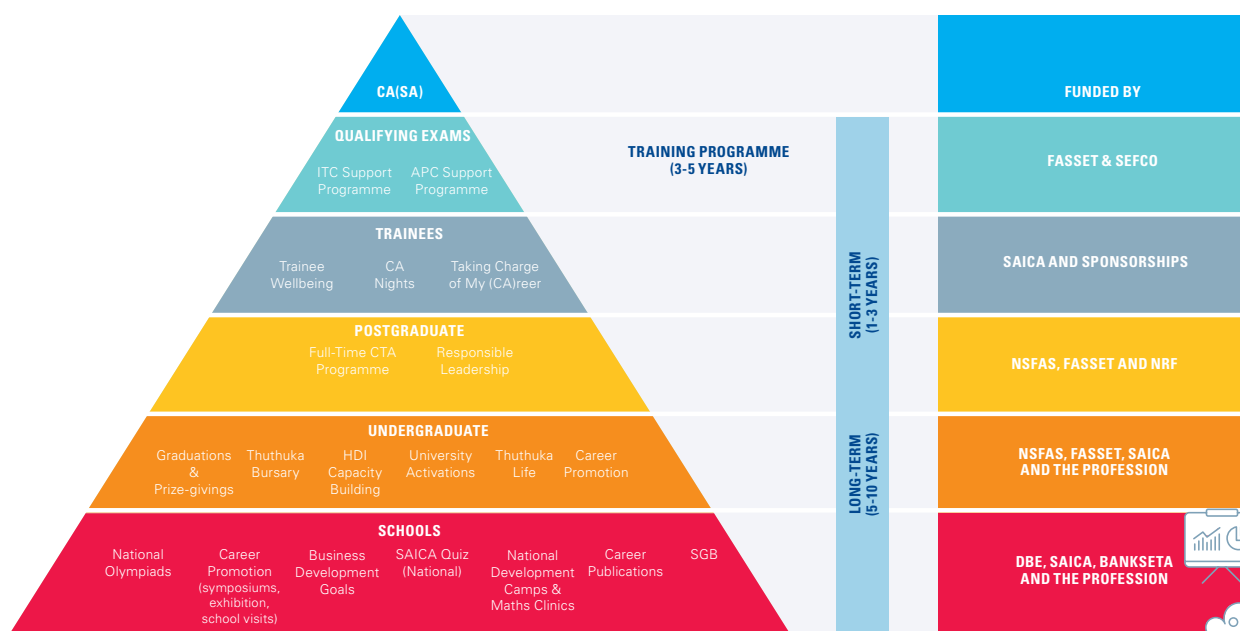 CA(SA)
FUNDED BY
QUALIFYING EXAMS
ITC Support
Programme
APC Support
Programme
TRAINING PROGRAMME
(3-5 YEARS)
FASSET & SEFCO
TRAINEES
Trainee
Wellbeing
CA
Nights
Taking Charge
of My (CA)reer
SHORT-TERM
(1-3 YEARS)
SAICA AND SPONSORSHIPS
POSTGRADUATE
Full-Time CTA
Programme
Responsible
Leadership
NSFAS, FASSET AND NRF
UNDERGRADUATE
Graduations
&
Prize-givings
Thuthuka
Bursary
HDI
Capacity
Building
University
Activations
Thuthuka
Life
Career
Promotion
LONG-TERM
(5-10 YEARS)
NSFAS, FASSET, SAICA
AND THE PROFESSION
SCHOOLS
National
Olympiads
Career
Promotion
(symposiums,
exhibition,
school visits)
Business
Development
Goals
SAICA Quiz
(National)
National
Development
Camps &
Maths Clinics
Career
Publications
SGB
DBE, SAICA, BANKSETA
AND THE PROFESSION